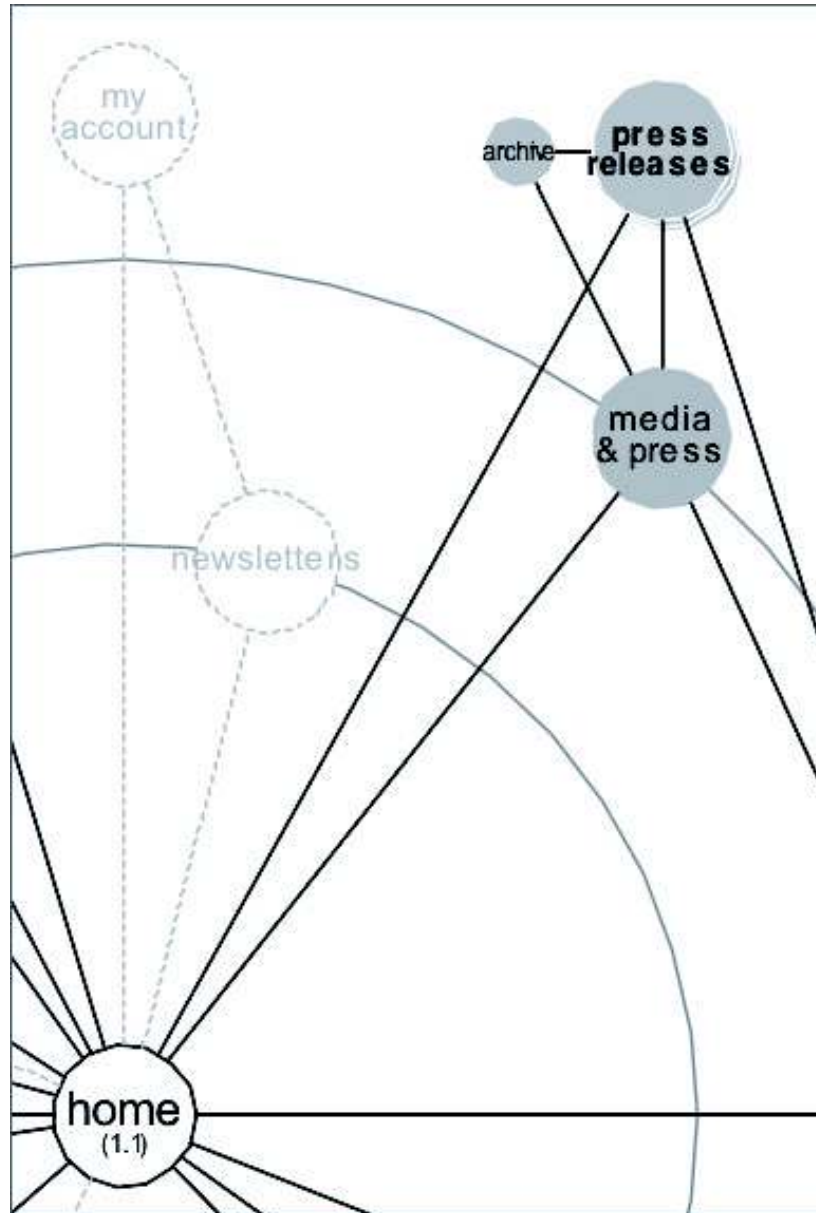 my
account
archive
press
releases
media
& press
newsletters
home
(1.1)